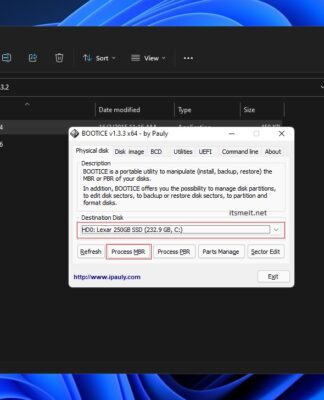 Sort
View
3.2
Date modified
Type
Size
4
6
BOOTICE v1.3.3 x64 - by Pauly
Physical disk Disk image BCD Utilities UEFI Command line About
Description
BOOTICE is a portable utility to manipulate (install, backup, restore) the
MBR or PBR of your disks.
In addition, BOOTICE offers you the possibility to manage disk partitions,
to edit disk sectors, to backup or restore disk sectors, to partition and
format disks.
itsmeit.net
Destination Disk
HD0: Lexar 250GB SSD (232.9 GB, C:)
Refresh Process MBR Process PBR Parts Manage Sector Edit
http://www.ipauly.com
Exit